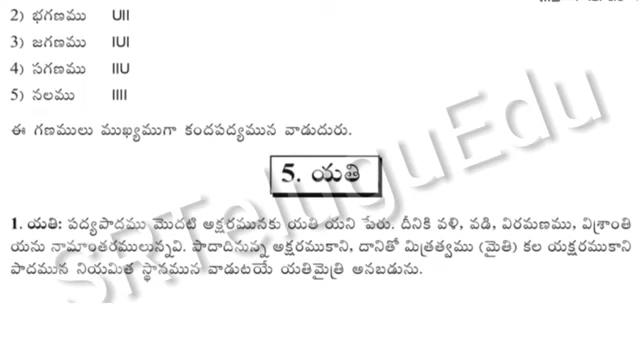 2) భగణము UII
3) జగణము IUI
4) సగణము IIU
5) నలము IIII
ఈ గణములు ముఖ్యముగా కందపద్యమున వాడుదురు.
5. యతి
1. యతి: పద్యపాదము మొదటి అక్షరమునకు యతి యని పేరు. దీనికి వళి, వడి, విరమణము, విశ్రాంతి
యను నామాంతరములున్నవి. పాదాదినున్న అక్షరముకాని, దానితో మిత్రత్వము (మైతి) కల యక్షరముకాని
పాదమున నియమిత స్థానమున వాడుటయే యతిమైత్రి అనబడును.
SRTeluguEdu